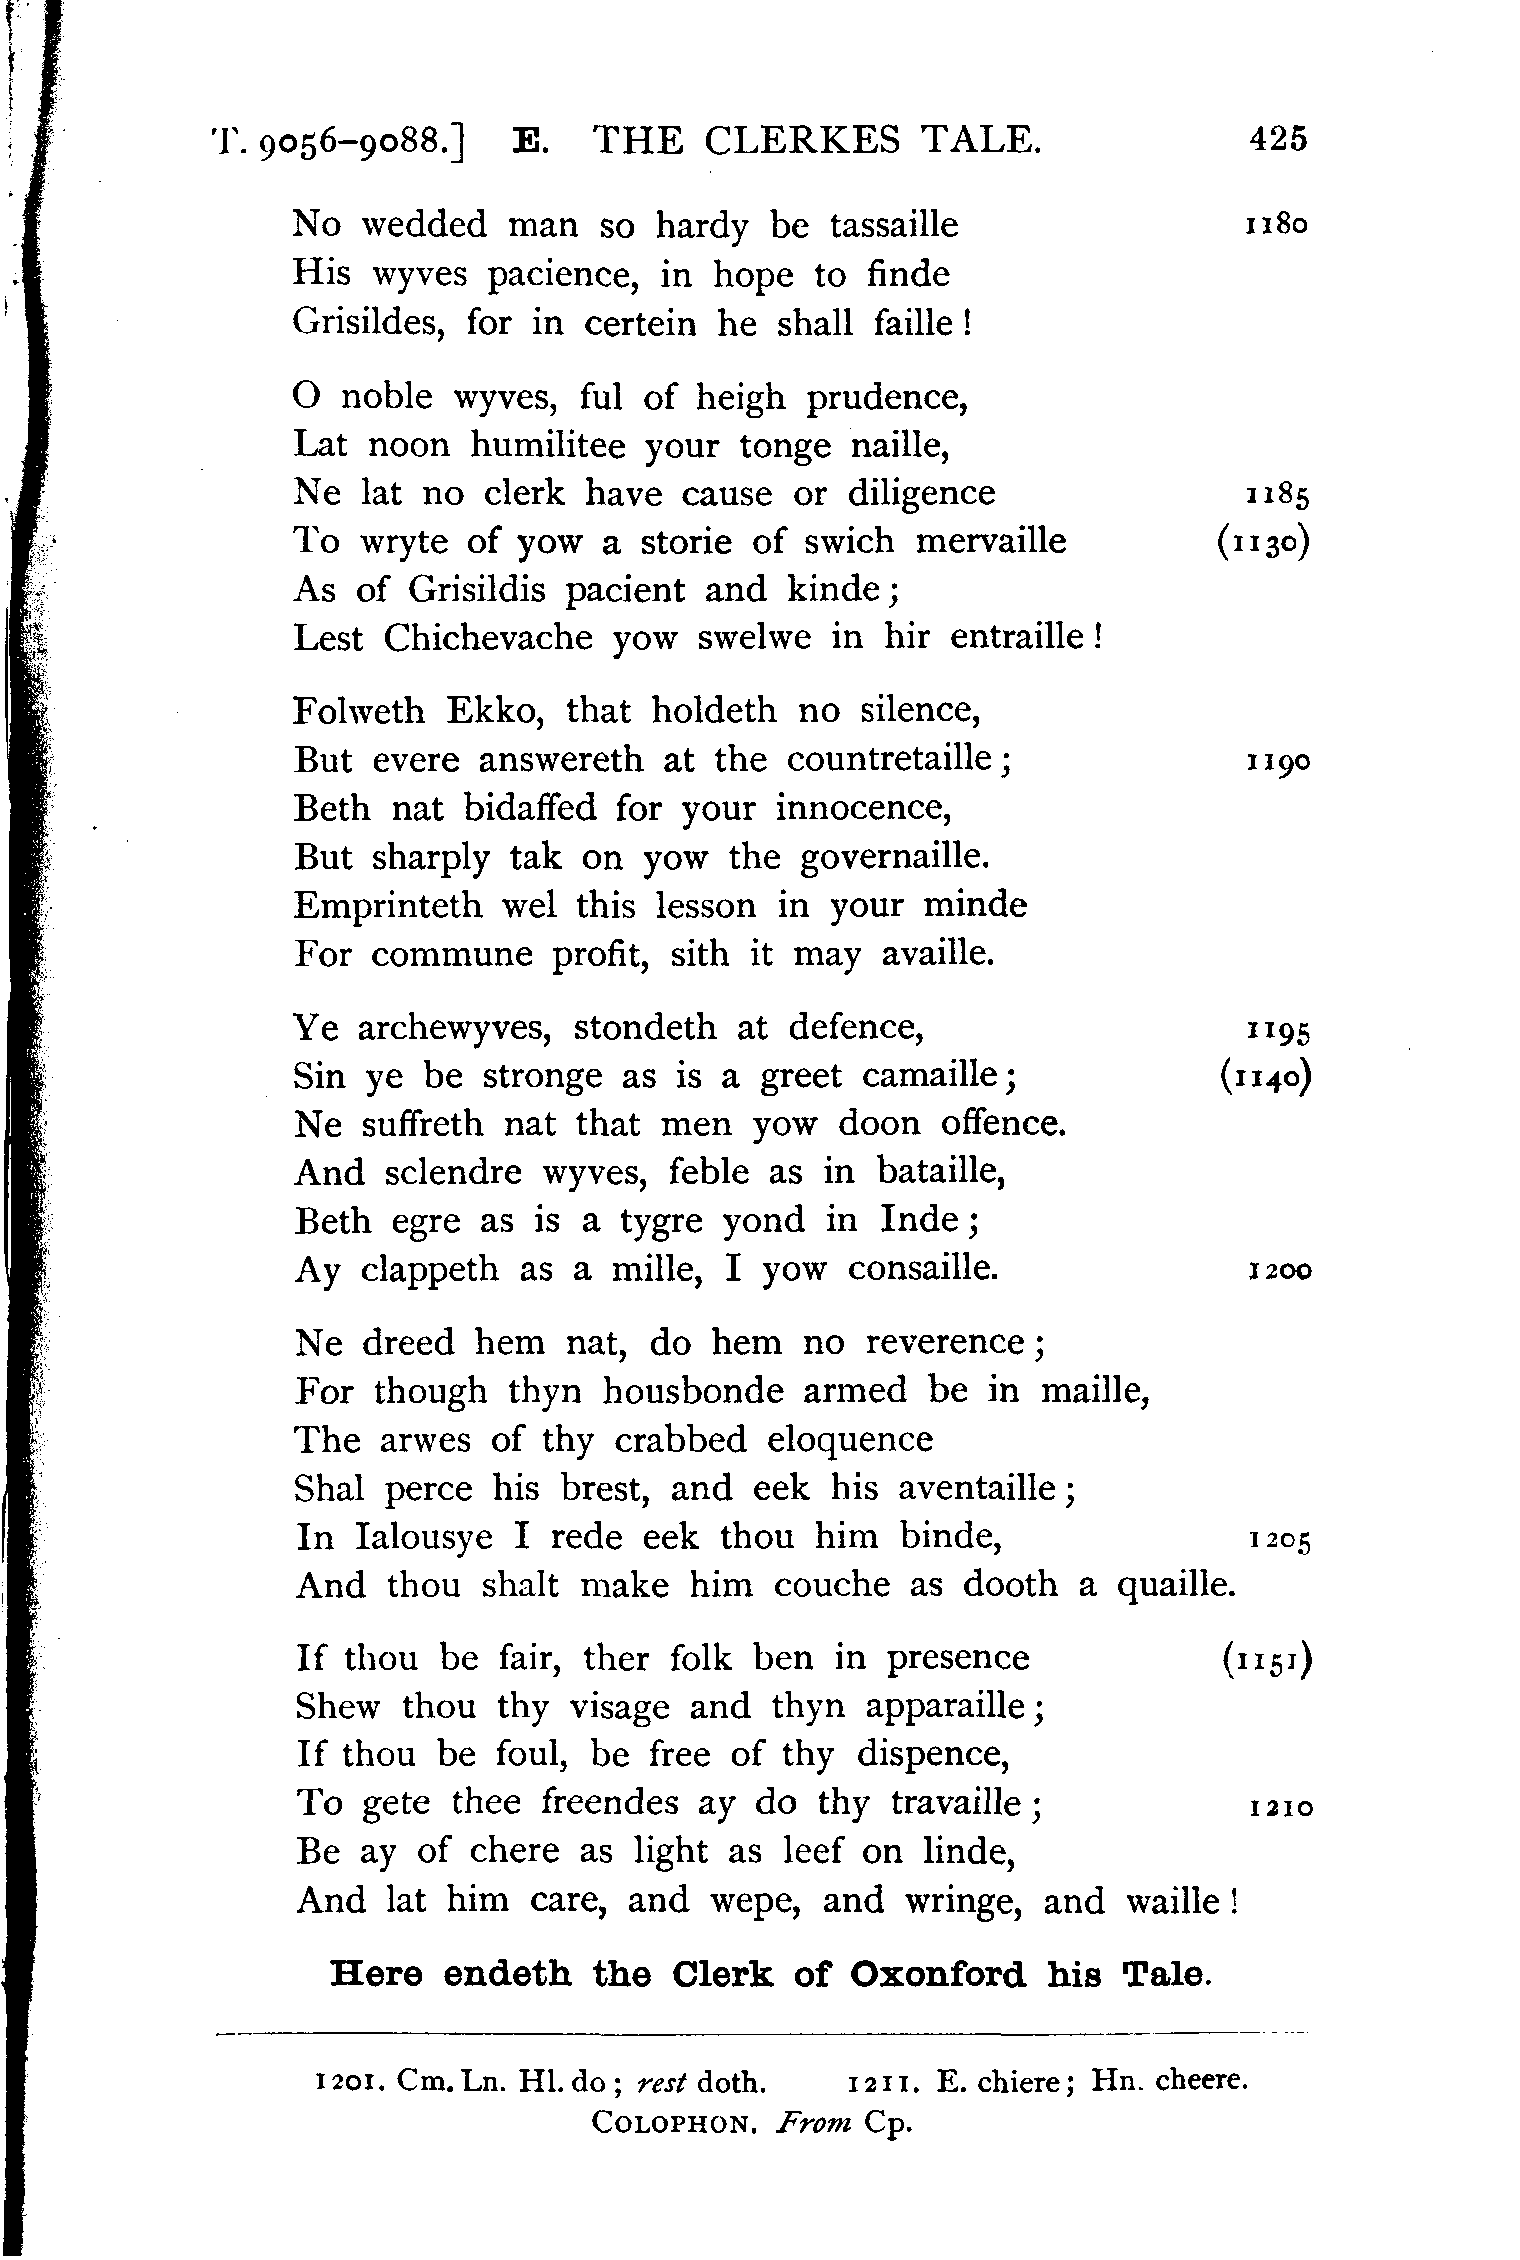 T. 9056–9088.] E. THE CLERKES TALE. 425
No wedded man so hardy be tassaille 1180
His wyves pacience, in hope to finde
Grisildes, for in certein he shall faille!
O noble wyves, ful of heigh prudence,
Lat noon humilitee your tonge naille,
Ne lat no clerk have cause or diligence 1185
To wryte of yow a storie of swich mervaille (1130)
As of Grisildis pacient and kinde;
Lest Chichevache yow swelwe in hir entraille!
Folweth Ekko, that holdeth no silence,
But evere answereth at the countretaille; 1190
Beth nat bidaffed for your innocence,
But sharply tak on yow the governaille.
Emprinteth wel this lesson in your minde
For commune profit, sith it may availle.
Ye archewyves, stondeth at defence, 1195
Sin ye be stronge as is a greet camaille; (1140)
Ne suffreth nat that men yow doon offence.
And sclendre wyves, feble as in bataille,
Beth egre as is a tygre yond in Inde;
Ay clappeth as a mille, I yow consaille. 1200
Ne dreed hem nat, do hem no reverence;
For though thyn housbonde armed be in maille,
The arwes of thy crabbed eloquence
Shal perce his brest, and eek his aventaille;
In Ialousye I rede eek thou him binde, 1205
And thou shalt make him couche as dooth a quaille.
If thou be fair, ther folk ben in presence (1151)
Shew thou thy visage and thyn apparaille;
If thou be foul, be free of thy dispence,
To gete thee freendes ay do thy travaille; 1210
Be ay of chere as light as leef on linde,
And lat him care, and wepe, and wringe, and waille!
Here endeth the Clerk of Oxonford his Tale.
1201. Cm. Ln. Hl. do; rest doth. 1211. E. chiere; Hn. cheere.
COLOPHON. From Cp.